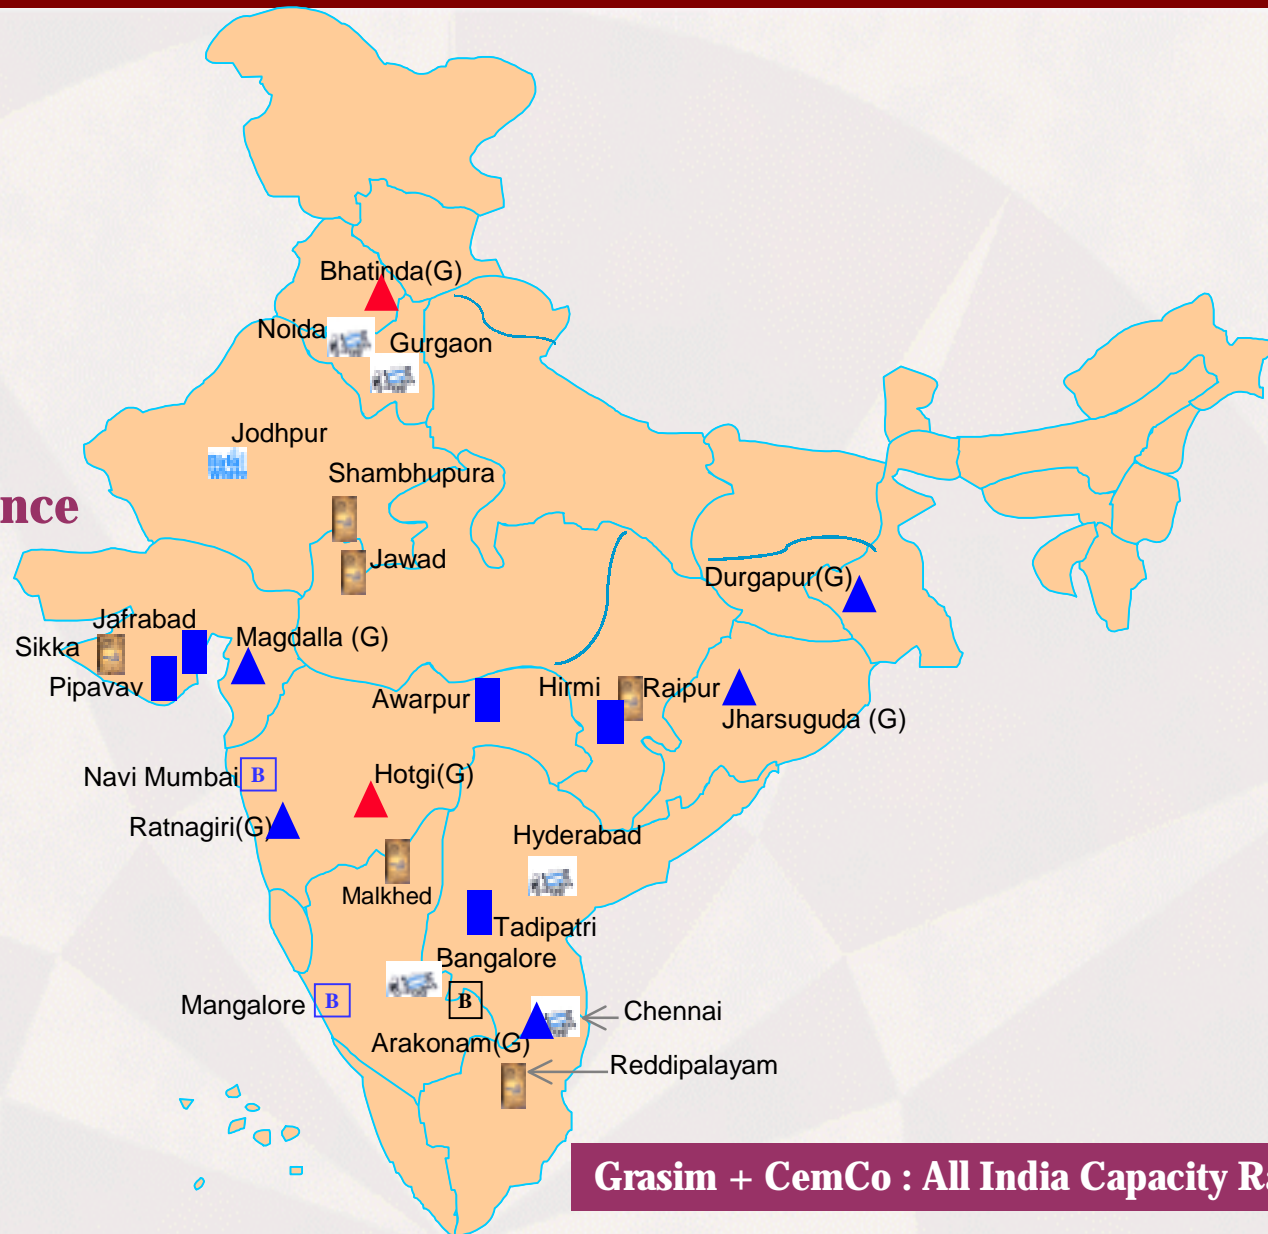 Bhatinda(G)
Noida
Gurgaon
Jodhpur
Shambhupura
nce
Jawad
Durgapur(G)
Jafrabad
Sikka
Magdalla (G)
Pipavav
Awarpur
Hirmi
Raipur
Jharsuguda (G)
Navi Mumbai
B
Hotgi(G)
Ratnagiri(G)
Hyderabad
Malkhed
Tadipatri
Bangalore
Mangalore
B
B
Chennai
Arakonam(G)
Reddipalayam
Grasim + CemCo : All India Capacity Ra